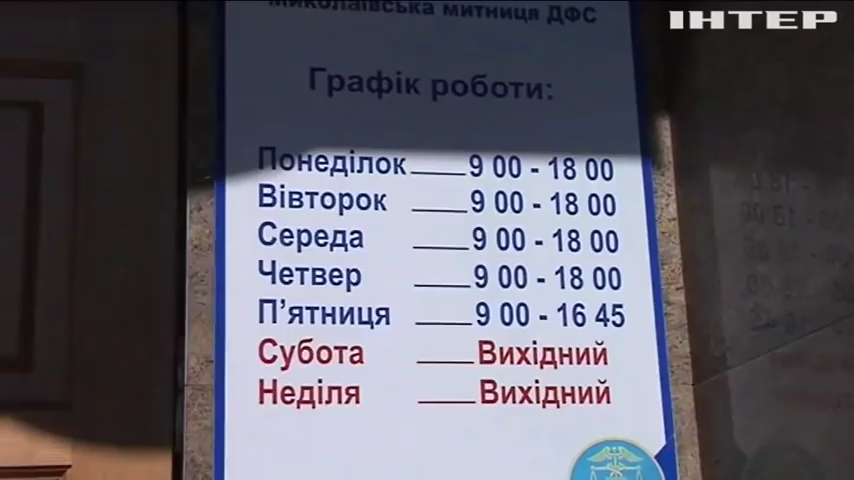 ІНТЕР
Миколаївська митниця ДФС
Графік роботи:
Понеділок 9 00 - 18 00
Вівторок 9 00 - 18 00
Середа 9 00 - 18 00
Четвер 9 00 - 18 00
П'ятниця 9 00 - 16 45
Субота Вихідний
Неділя Вихідний